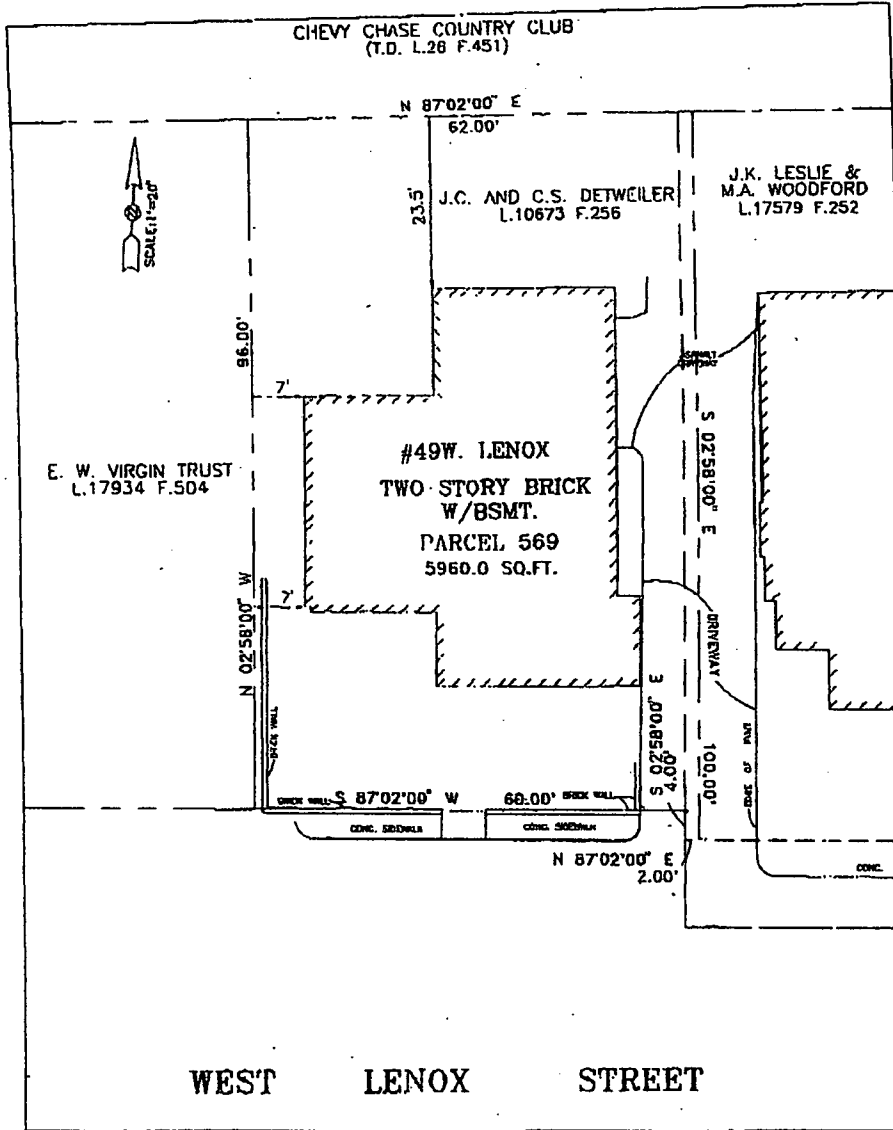 CHEVY CHASE COUNTRY CLUB
(T.D. L.26 F.451)
N 87°02'00" E
62.00'
SCALE: 1"=20'
23.5'
J.C. AND C.S. DETWEILER
L.10673 F.256
J.K. LESLIE &
M.A. WOODFORD
L.17579 F.252
96.00'
7'
ASPHALT
S 02°58'00" E
E. W. VIRGIN TRUST
L.17934 F.504
#49W. LENOX
TWO STORY BRICK
W/BSMT.
PARCEL 569
5960.0 SQ.FT.
7'
N 02°58'00" W
DRIVEWAY
BRICK WALL
S 02°58'00" E
4.00'
100.00'
EDGE OF
BRICK WALL
S 87°02'00" W
60.00'
BRICK WALL
CONC. SIDEWALK
CONC. SIDEWALK
N 87°02'00" E
2.00'
CONC.
WEST LENOX STREET